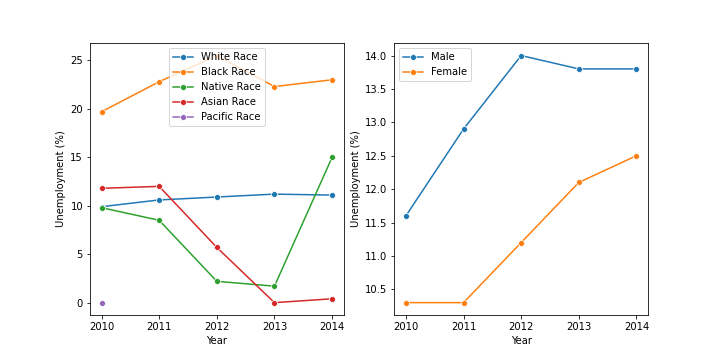 25
20
15
10
5
0
Unemployment (%)
White Race
Black Race
Native Race
Asian Race
Pacific Race
2010 2011 2012 2013 2014
Year
14.0
13.5
13.0
12.5
12.0
11.5
11.0
10.5
Unemployment (%)
Male
Female
2010 2011 2012 2013 2014
Year